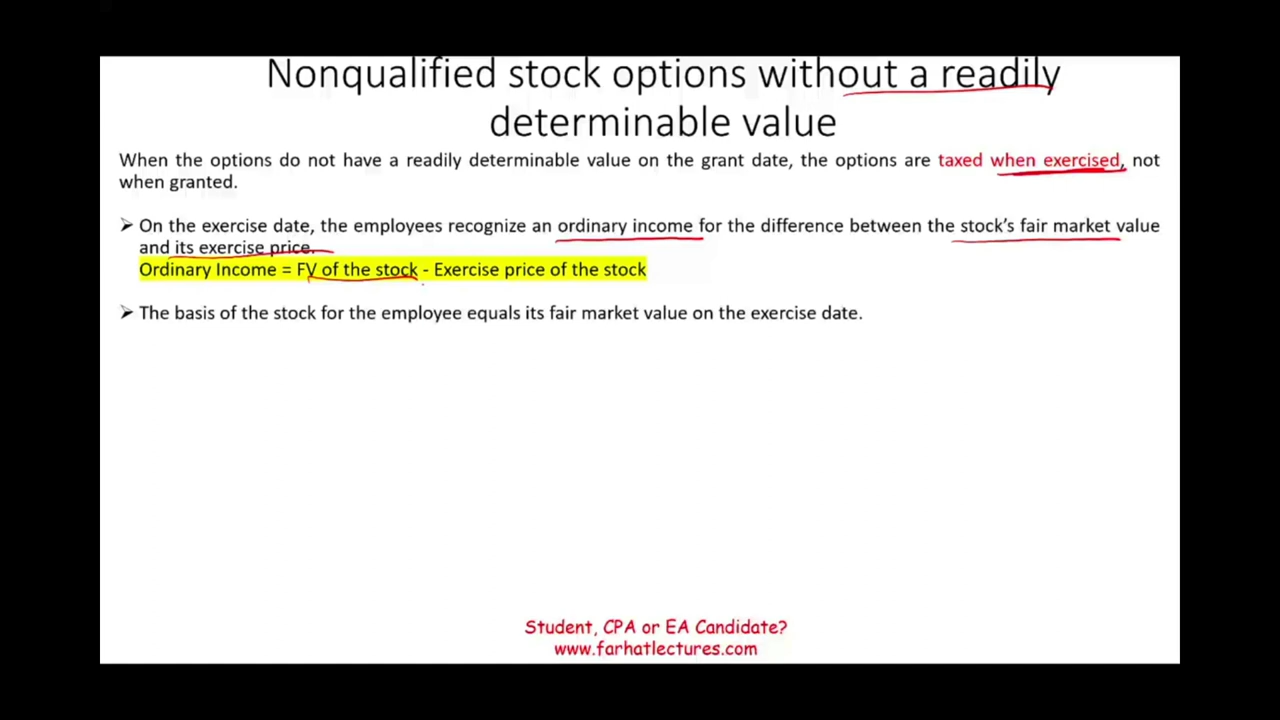 Nonqualified stock options without a readily
determinable value
When the options do not have a readily determinable value on the grant date, the options are taxed when exercised, not
when granted.
➢ On the exercise date, the employees recognize an ordinary income for the difference between the stock's fair market value
and its exercise price.
Ordinary Income = FV of the stock - Exercise price of the stock
➢ The basis of the stock for the employee equals its fair market value on the exercise date.
Student, CPA or EA Candidate?
www.farhatlectures.com